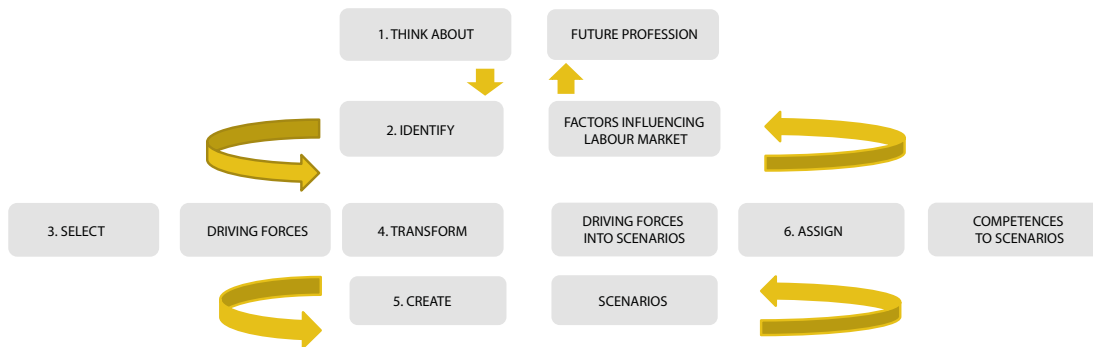 1. THINK ABOUT
FUTURE PROFESSION
2. IDENTIFY
FACTORS INFLUENCING
LABOUR MARKET
3. SELECT
DRIVING FORCES
4. TRANSFORM
DRIVING FORCES
INTO SCENARIOS
6. ASSIGN
COMPETENCES
TO SCENARIOS
5. CREATE
SCENARIOS